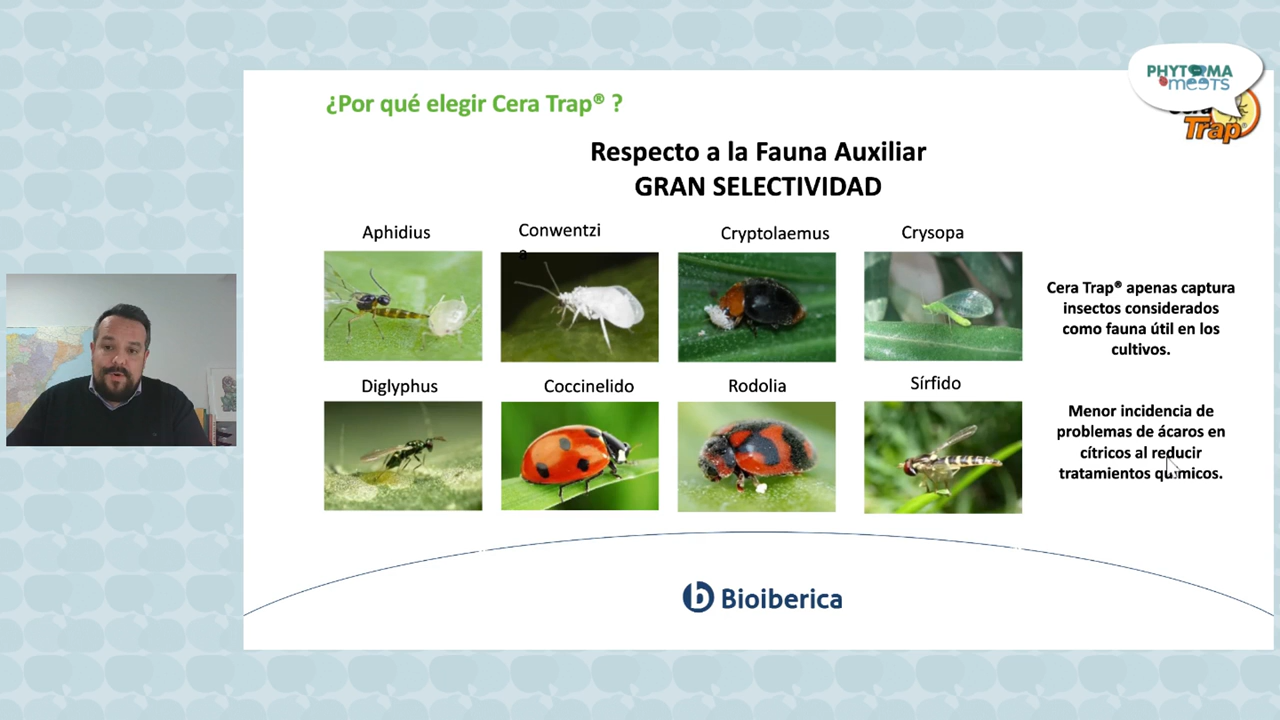 PHYTOMA
meets
Cera
Trap®
¿Por qué elegir Cera Trap® ?
Respecto a la Fauna Auxiliar
GRAN SELECTIVIDAD
Aphidius
Conwentzi
a
Cryptolaemus
Crysopa
Cera Trap® apenas captura
insectos considerados
como fauna útil en los
cultivos.
Diglyphus
Coccinelido
Rodolia
Sírfido
Menor incidencia de
problemas de ácaros en
cítricos al reducir
tratamientos químicos.
Bioiberica